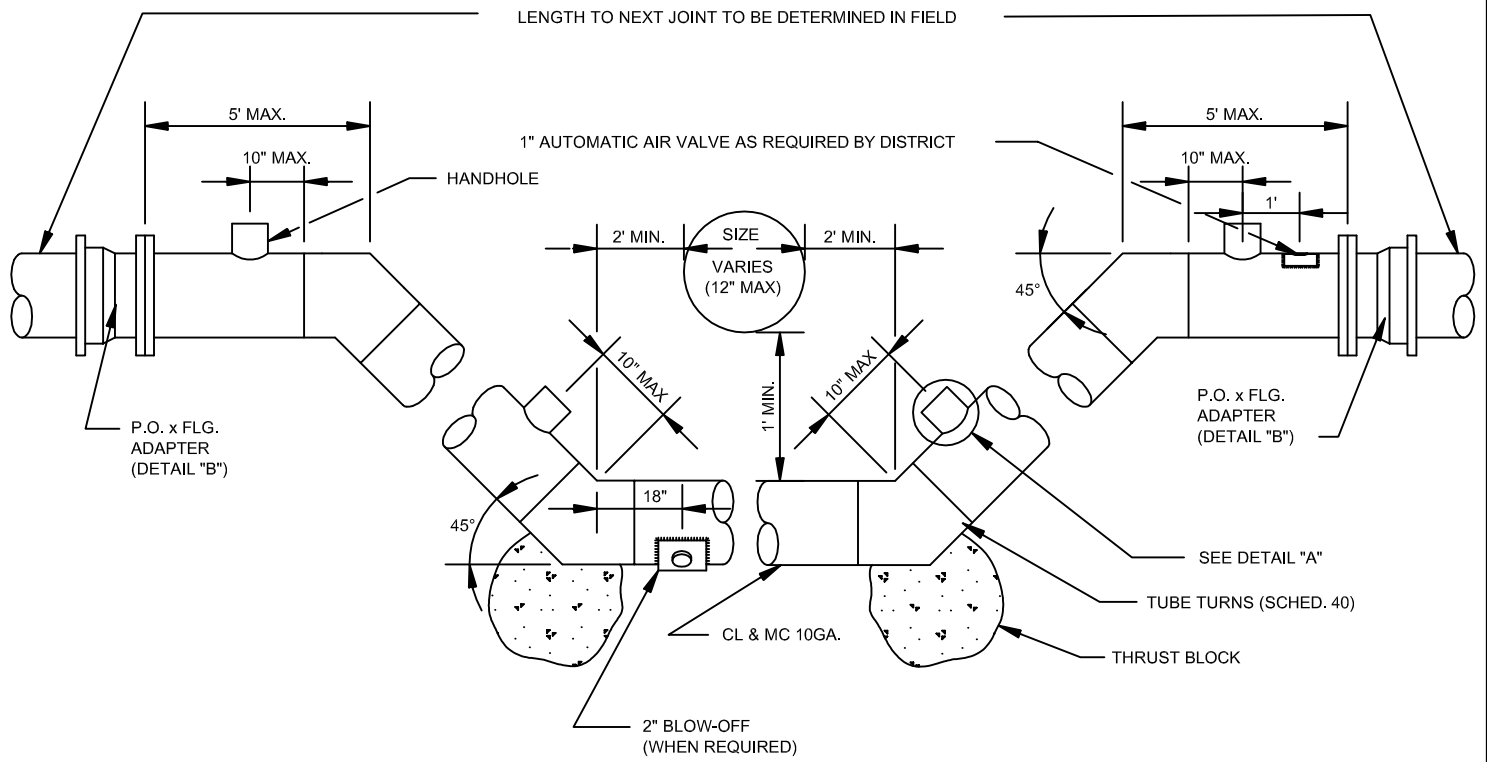 LENGTH TO NEXT JOINT TO BE DETERMINED IN FIELD
5' MAX.
5' MAX.
1" AUTOMATIC AIR VALVE AS REQUIRED BY DISTRICT
10" MAX.
10" MAX.
HANDHOLE
1'
2' MIN.
SIZE
VARIES
(12" MAX)
2' MIN.
45°
10" MAX
1' MIN.
10" MAX
P.O. x FLG.
ADAPTER
(DETAIL "B")
P.O. x FLG.
ADAPTER
(DETAIL "B")
18"
45°
SEE DETAIL "A"
TUBE TURNS (SCHED. 40)
CL & MC 10GA.
THRUST BLOCK
2" BLOW-OFF
(WHEN REQUIRED)